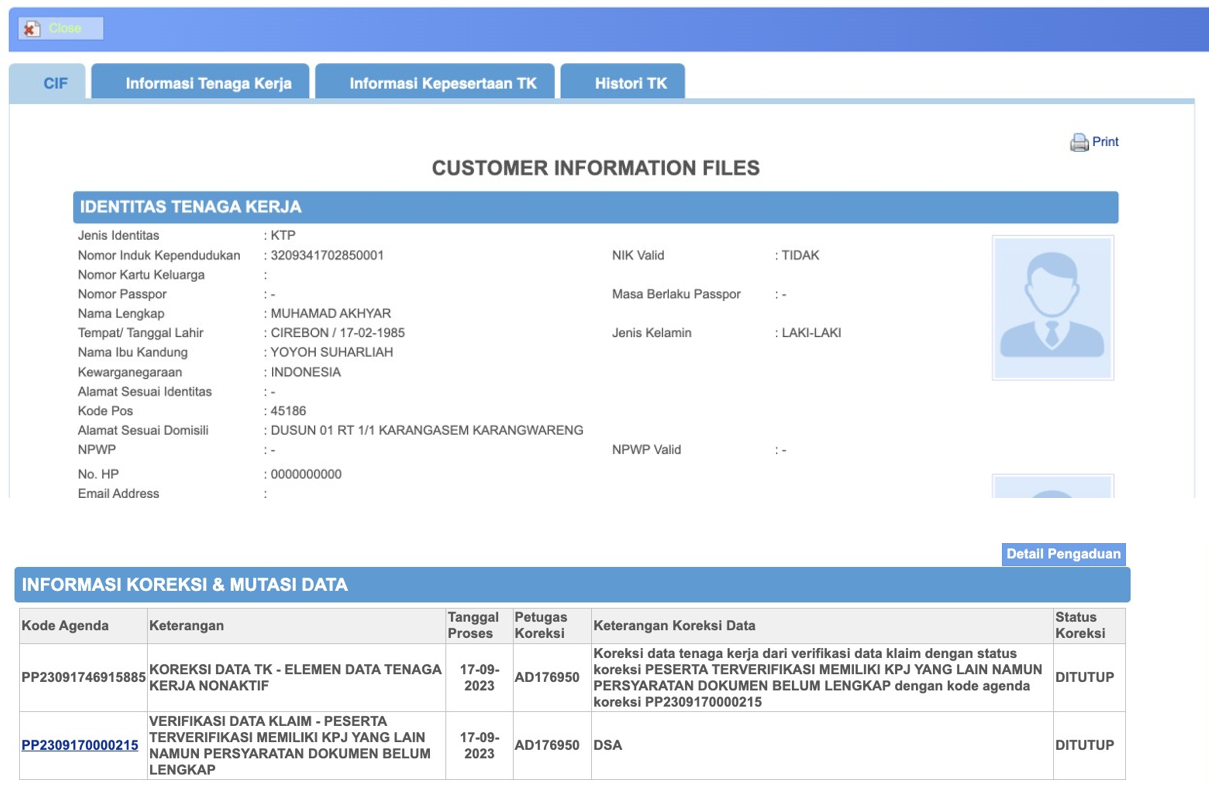 Close
CIF
Informasi Tenaga Kerja
Informasi Kepesertaan TK
Histori TK
Print
CUSTOMER INFORMATION FILES
IDENTITAS TENAGA KERJA
Jenis Identitas : KTP
Nomor Induk Kependudukan : 3209341702850001 NIK Valid : TIDAK
Nomor Kartu Keluarga :
Nomor Passpor : - Masa Berlaku Passpor : -
Nama Lengkap : MUHAMAD AKHYAR
Tempat/ Tanggal Lahir : CIREBON / 17-02-1985 Jenis Kelamin : LAKI-LAKI
Nama Ibu Kandung : YOYOH SUHARLIAH
Kewarganegaraan : INDONESIA
Alamat Sesuai Identitas : -
Kode Pos : 45186
Alamat Sesuai Domisili : DUSUN 01 RT 1/1 KARANGASEM KARANGWARENG
NPWP : - NPWP Valid : -
No. HP : 0000000000
Email Address :
Detail Pengaduan
INFORMASI KOREKSI & MUTASI DATA
Kode Agenda
Keterangan
Tanggal
Proses
Petugas
Koreksi
Keterangan Koreksi Data
Status
Koreksi
PP23091746915885
KOREKSI DATA TK - ELEMEN DATA TENAGA
KERJA NONAKTIF
17-09-
2023
AD176950
Koreksi data tenaga kerja dari verifikasi data klaim dengan status
koreksi PESERTA TERVERIFIKASI MEMILIKI KPJ YANG LAIN NAMUN
PERSYARATAN DOKUMEN BELUM LENGKAP dengan kode agenda
koreksi PP2309170000215
DITUTUP
PP2309170000215
VERIFIKASI DATA KLAIM - PESERTA
TERVERIFIKASI MEMILIKI KPJ YANG LAIN
NAMUN PERSYARATAN DOKUMEN BELUM
LENGKAP
17-09-
2023
AD176950
DSA
DITUTUP